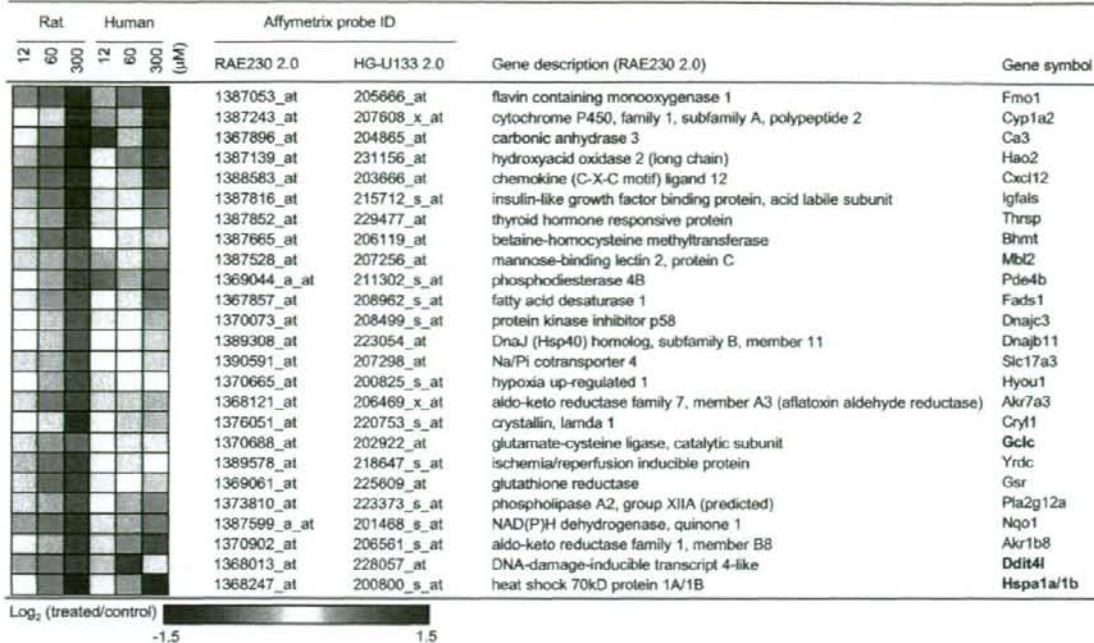 Rat Human Affymetrix probe ID
12 60 300 12 60 300 (μM) RAE230 2.0 HG-U133 2.0 Gene description (RAE230 2.0) Gene symbol
1387053_at 205666_at flavin containing monooxygenase 1 Fmo1
1387243_at 207608_x_at cytochrome P450, family 1, subfamily A, polypeptide 2 Cyp1a2
1367896_at 204865_at carbonic anhydrase 3 Ca3
1387139_at 231156_at hydroxyacid oxidase 2 (long chain) Hao2
1388583_at 203666_at chemokine (C-X-C motif) ligand 12 Cxcl12
1387816_at 215712_s_at insulin-like growth factor binding protein, acid labile subunit Igfals
1387852_at 229477_at thyroid hormone responsive protein Thrsp
1387665_at 206119_at betaine-homocysteine methyltransferase Bhmt
1387528_at 207256_at mannose-binding lectin 2, protein C Mbl2
1369044_a_at 211302_s_at phosphodiesterase 4B Pde4b
1367857_at 208962_s_at fatty acid desaturase 1 Fads1
1370073_at 208499_s_at protein kinase inhibitor p58 Dnajc3
1389308_at 223054_at DnaJ (Hsp40) homolog, subfamily B, member 11 Dnajb11
1390591_at 207298_at Na/Pi cotransporter 4 Slc17a3
1370665_at 200825_s_at hypoxia up-regulated 1 Hyou1
1368121_at 206469_x_at aldo-keto reductase family 7, member A3 (aflatoxin aldehyde reductase) Akr7a3
1376051_at 220753_s_at crystallin, lamda 1 Cryl1
1370688_at 202922_at glutamate-cysteine ligase, catalytic subunit Gclc
1389578_at 218647_s_at ischemia/reperfusion inducible protein Yrdc
1369061_at 225609_at glutathione reductase Gsr
1373810_at 223373_s_at phospholipase A2, group XIIA (predicted) Pla2g12a
1387599_a_at 201468_s_at NAD(P)H dehydrogenase, quinone 1 Nqo1
1370902_at 206561_s_at aldo-keto reductase family 1, member B8 Akr1b8
1368013_at 228057_at DNA-damage-inducible transcript 4-like Ddit4l
1368247_at 200800_s_at heat shock 70kD protein 1A/1B Hspa1a/1b
Log₂ (treated/control)
-1.5 1.5